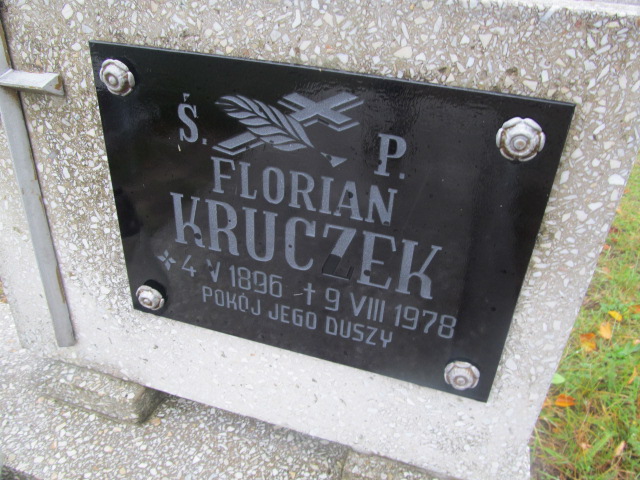 Ś. P.
FLORIAN
KRUCZEK
* 4 V 1896 † 9 VIII 1978
POKÓJ JEGO DUSZY